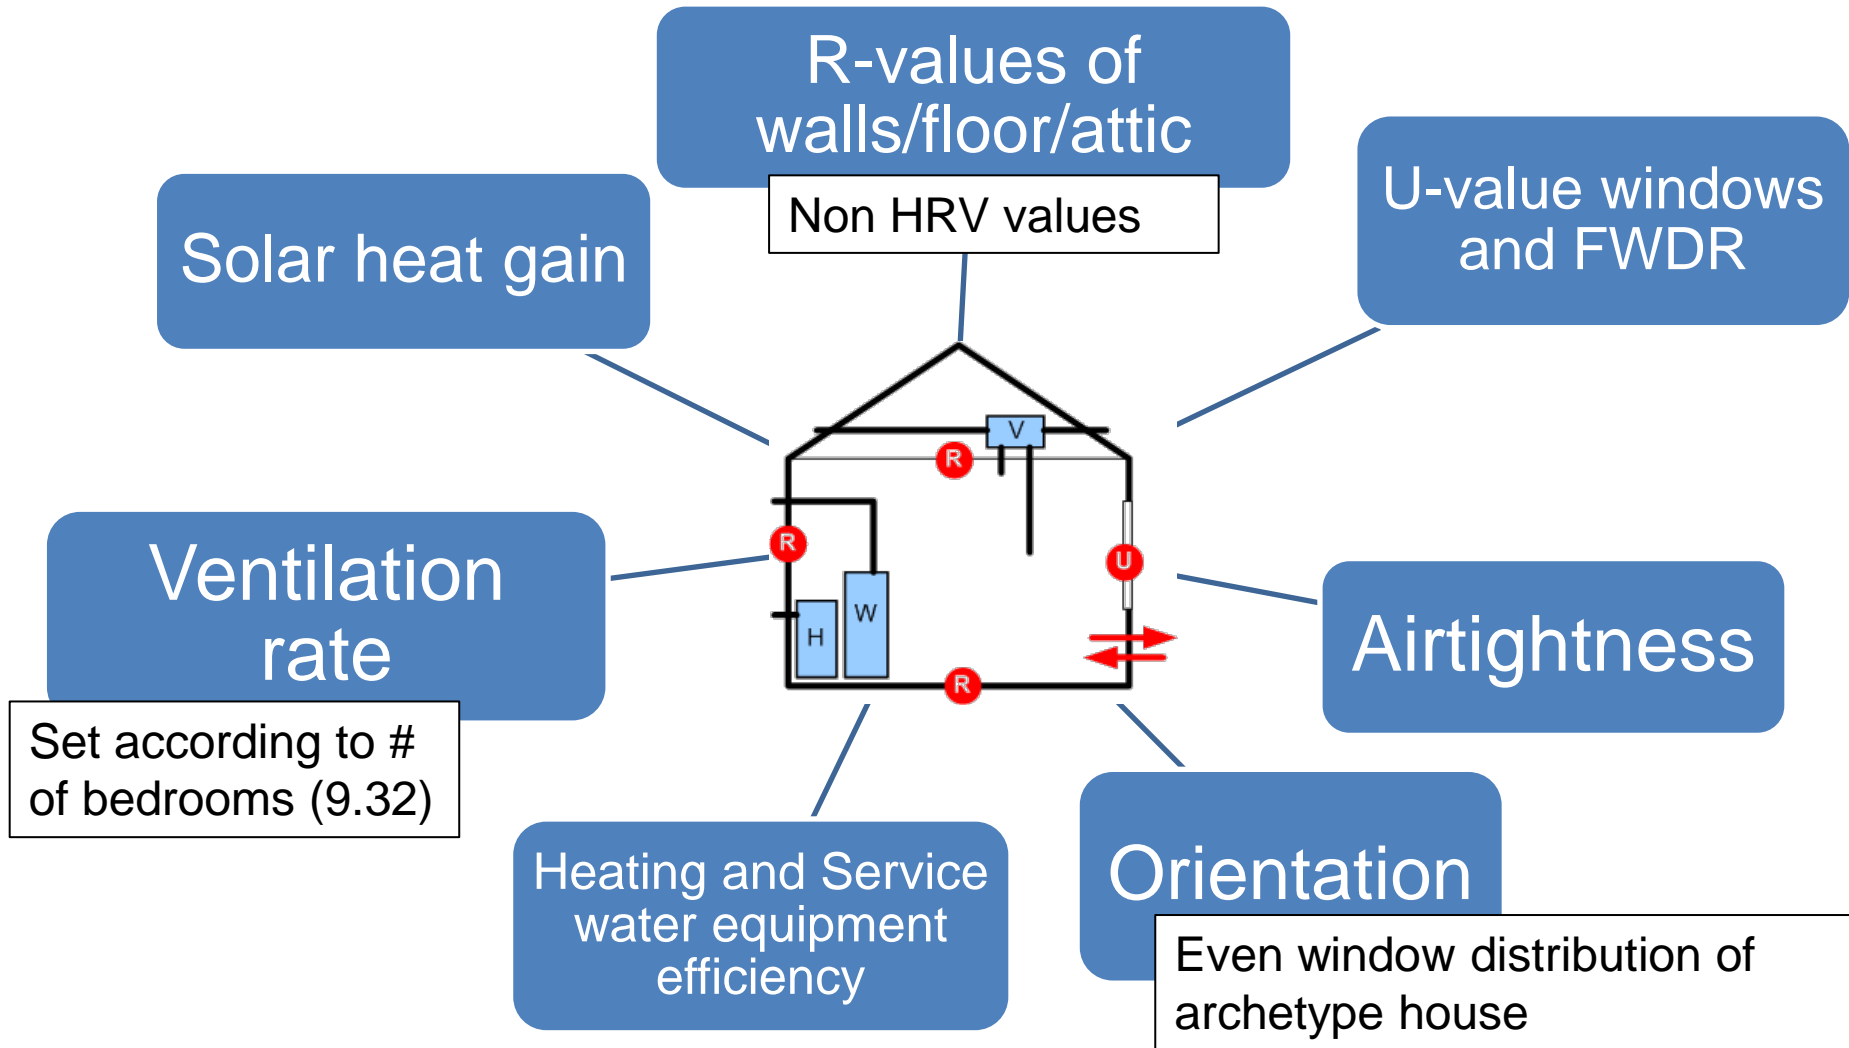 R-values of
walls/floor/attic
Non HRV values
U-value windows
and FWDR
Solar heat gain
V
R
Ventilation
rate
R
U
H
W
R
Airtightness
Set according to #
of bedrooms (9.32)
Heating and Service
water equipment
efficiency
Orientation
Even window distribution of
archetype house